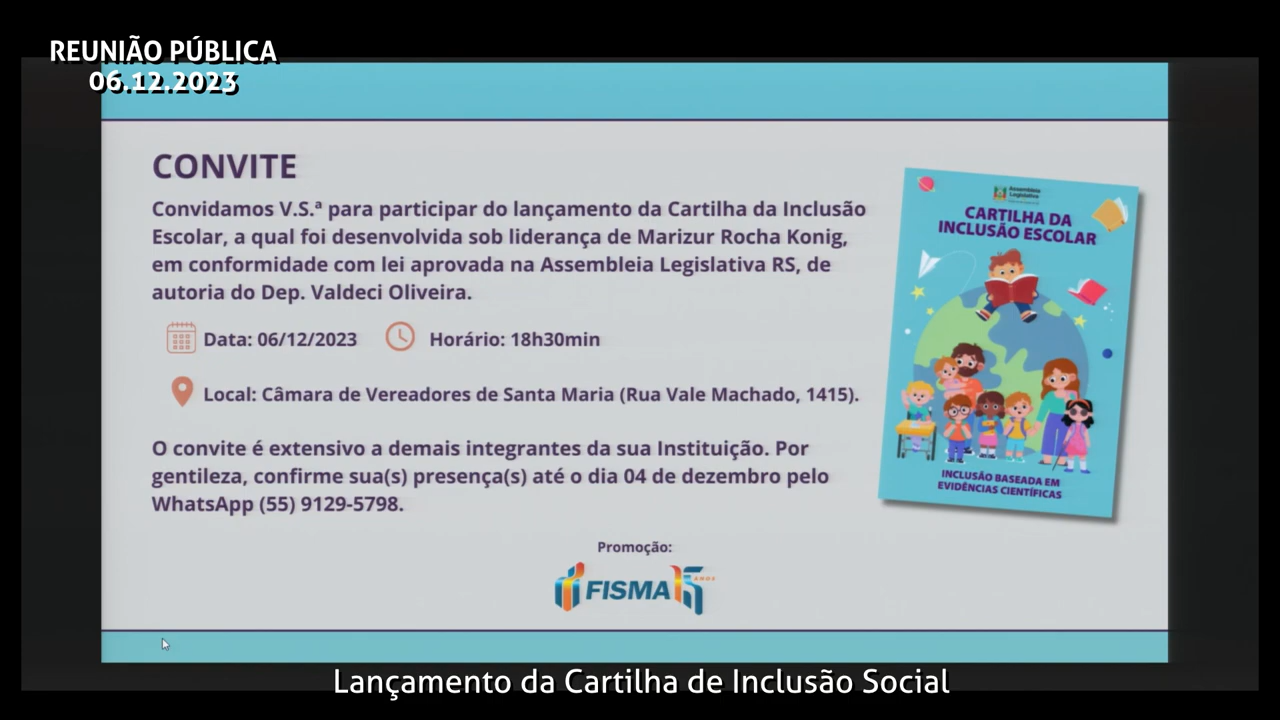 REUNIÃO PÚBLICA
06.12.2023
CONVITE
Convidamos V.S.ª para participar do lançamento da Cartilha da Inclusão
Escolar, a qual foi desenvolvida sob liderança de Marizur Rocha Konig,
em conformidade com lei aprovada na Assembleia Legislativa RS, de
autoria do Dep. Valdeci Oliveira.
Data: 06/12/2023 Horário: 18h30min
Local: Câmara de Vereadores de Santa Maria (Rua Vale Machado, 1415).
O convite é extensivo a demais integrantes da sua Instituição. Por
gentileza, confirme sua(s) presença(s) até o dia 04 de dezembro pelo
WhatsApp (55) 9129-5798.
Promoção:
FISMA 15 ANOS
Assembleia
Legislativa
CARTILHA DA
INCLUSÃO ESCOLAR
INCLUSÃO BASEADA EM
EVIDÊNCIAS CIENTÍFICAS
Lançamento da Cartilha de Inclusão Social